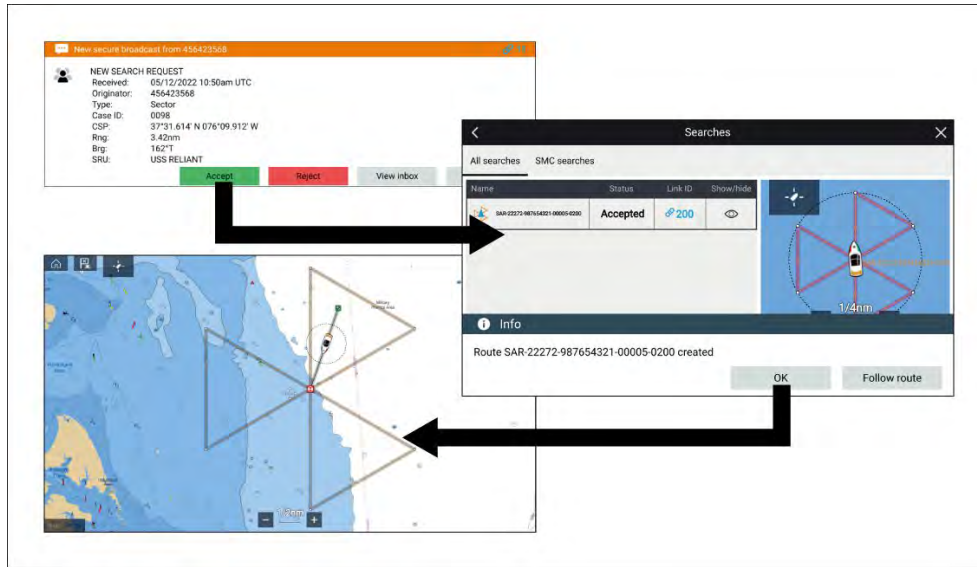 New secure broadcast from 456423568
NEW SEARCH REQUEST
Received: 05/12/2022 10:50am UTC
Originator: 456423568
Type: Sector
Case ID: 0098
CSP: 37°31.614' N 076°09.912' W
Rng: 3.42nm
Brg: 162°T
SRU: USS RELIANT
Accept Reject View inbox
Searches
All searches SMC searches
Name Status Link ID Show/hide
SAR-22272-987654321-00005-0200 Accepted 200
1/4nm
Info
Route SAR-22272-987654321-00005-0200 created
OK Follow route